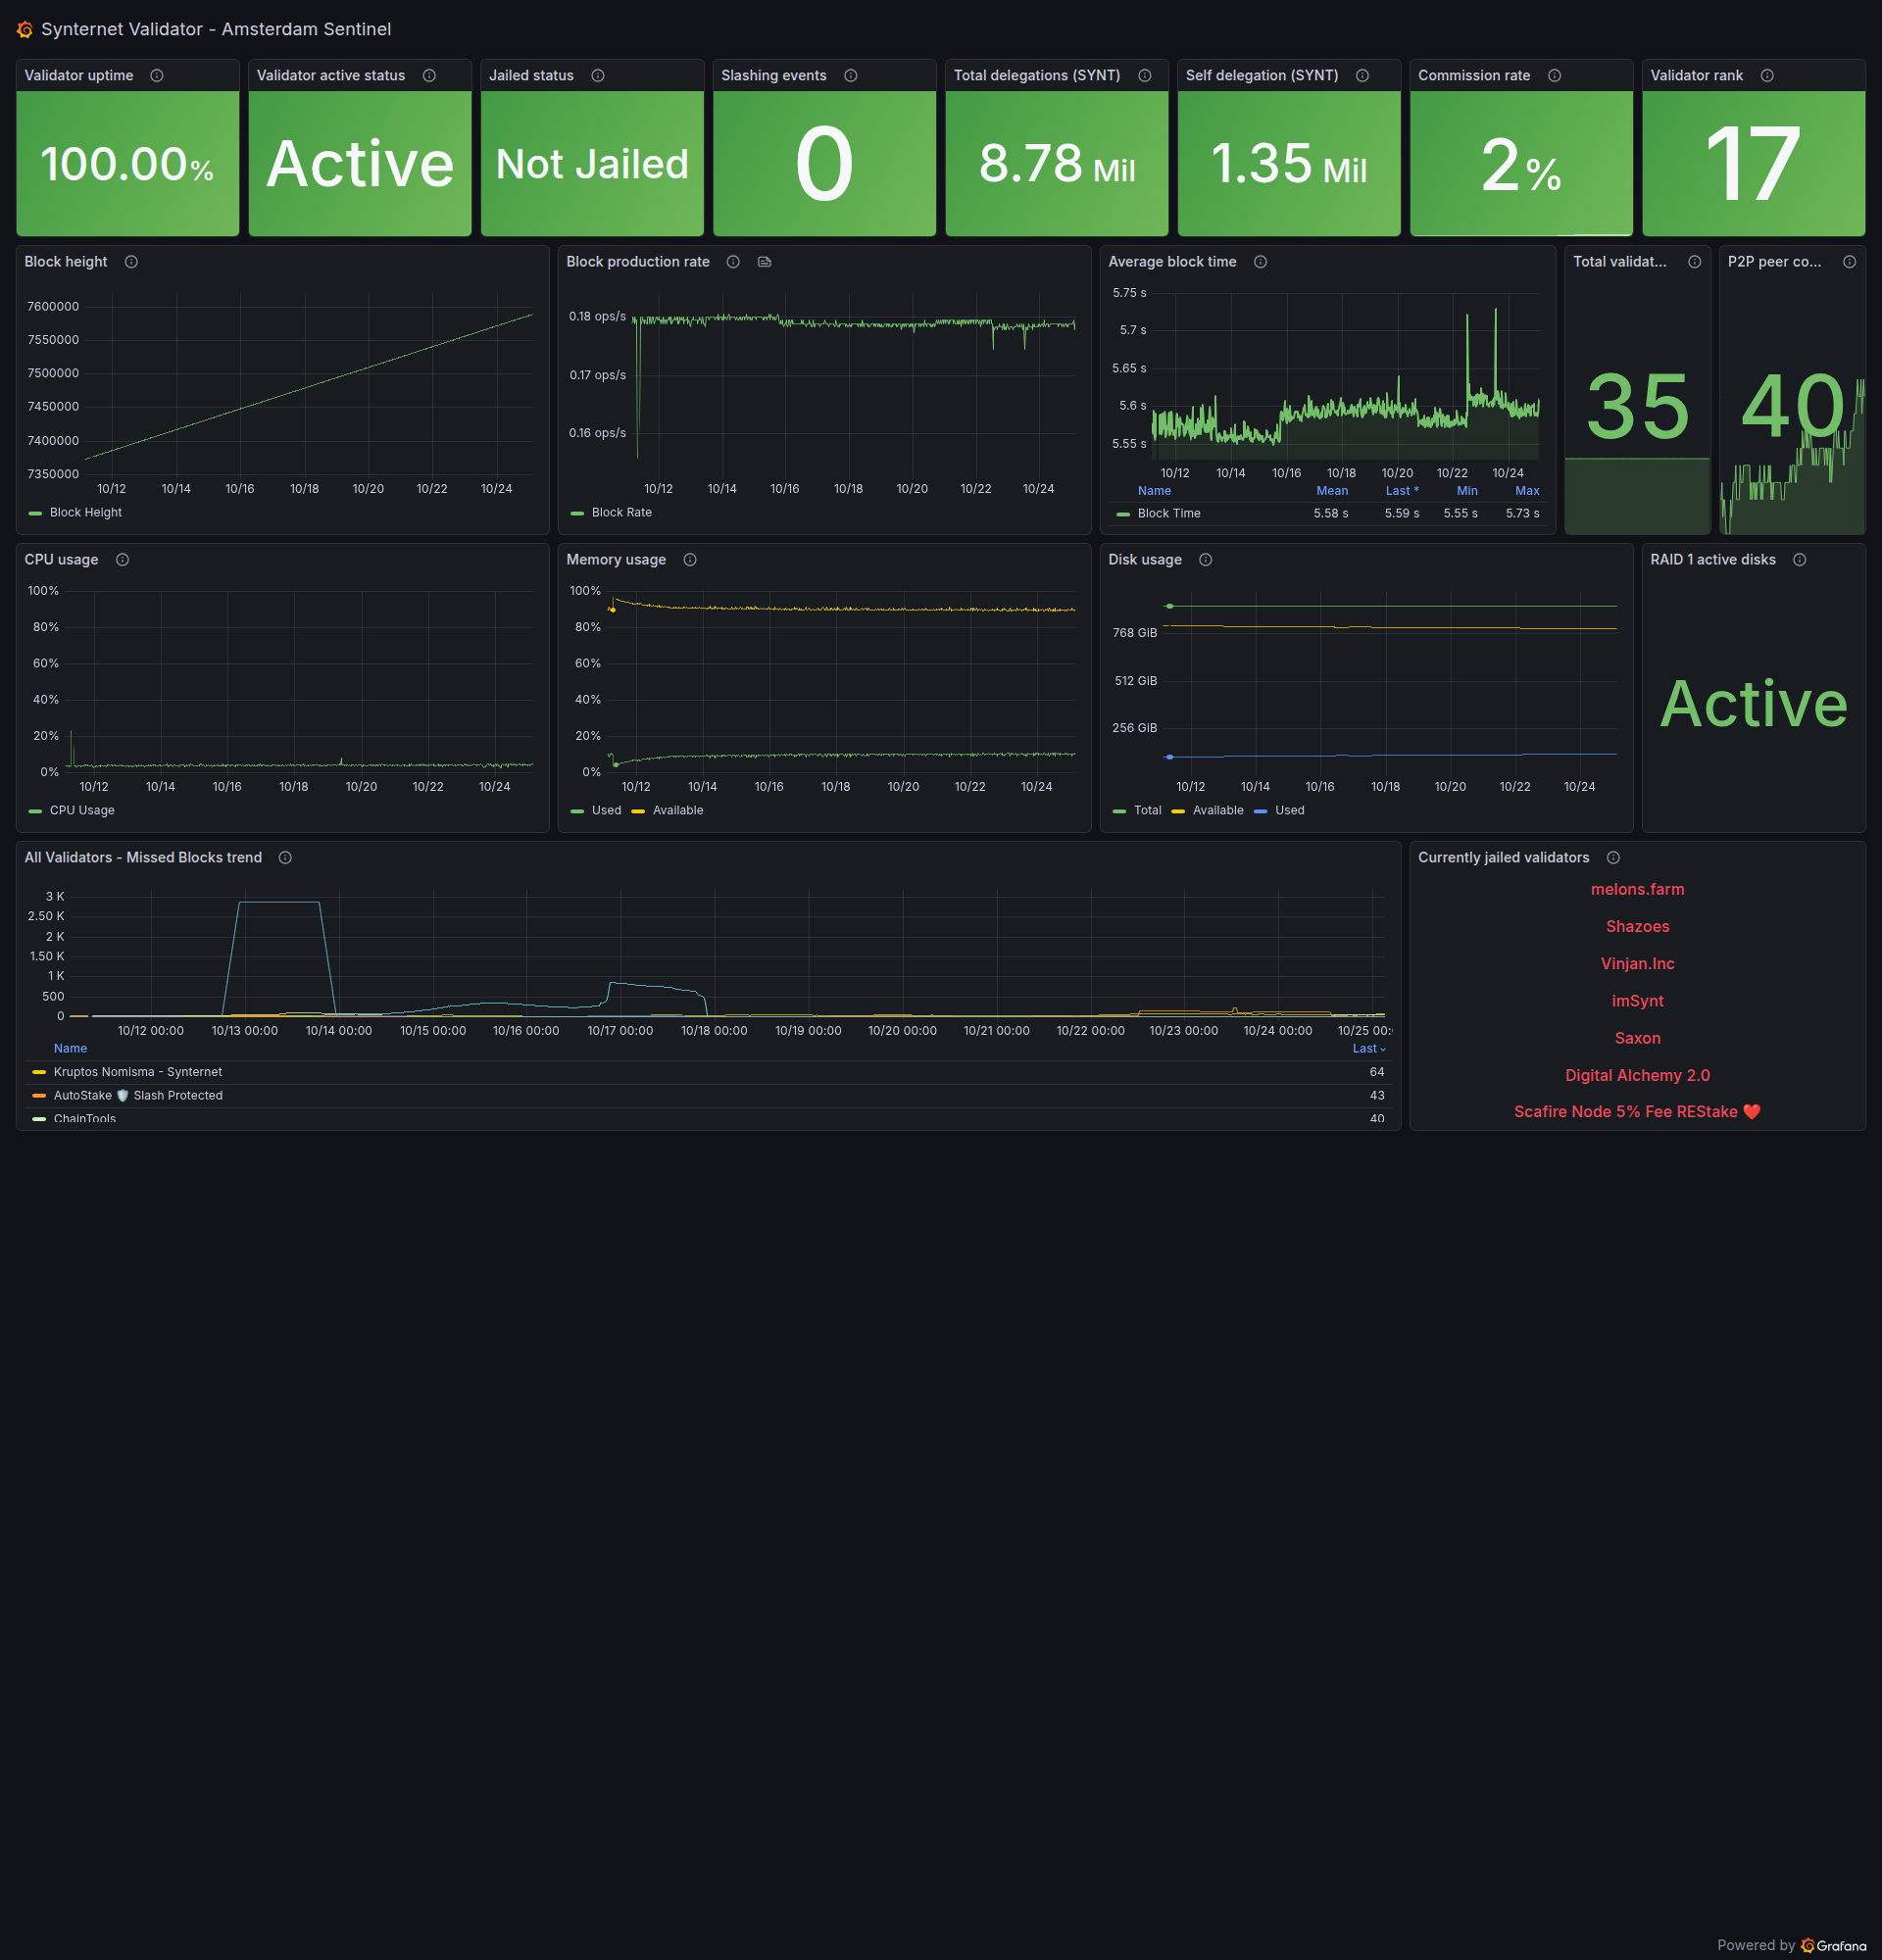 Synternet Validator - Amsterdam Sentinel
Validator uptime
100.00%
Validator active status
Active
Jailed status
Not Jailed
Slashing events
0
Total delegations (SYNT)
8.78 Mil
Self delegation (SYNT)
1.35 Mil
Commission rate
2%
Validator rank
17
Block height
7600000
7550000
7500000
7450000
7400000
7350000
10/12 10/14 10/16 10/18 10/20 10/22 10/24
Block Height
Block production rate
0.18 ops/s
0.17 ops/s
0.16 ops/s
10/12 10/14 10/16 10/18 10/20 10/22 10/24
Block Rate
Average block time
5.75 s
5.7 s
5.65 s
5.6 s
5.55 s
10/12 10/14 10/16 10/18 10/20 10/22 10/24
Name Mean Last * Min Max
Block TIme 5.58 s 5.59 s 5.55 s 5.73 s
Total validat...
35
P2P peer co...
40
CPU usage
100%
80%
60%
40%
20%
0%
10/12 10/14 10/16 10/18 10/20 10/22 10/24
CPU Usage
Memory usage
100%
80%
60%
40%
20%
0%
10/12 10/14 10/16 10/18 10/20 10/22 10/24
Used Available
Disk usage
768 GiB
512 GiB
256 GiB
10/12 10/14 10/16 10/18 10/20 10/22 10/24
Total Available Used
RAID 1 active disks
Active
All Validators - Missed Blocks trend
3 K
2.50 K
2 K
1.50 K
1 K
500
0
10/12 00:00 10/13 00:00 10/14 00:00 10/15 00:00 10/16 00:00 10/17 00:00 10/18 00:00 10/19 00:00 10/20 00:00 10/21 00:00 10/22 00:00 10/23 00:00 10/24 00:00 10/25 00:
Name Last
Kruptos Nomisma - Synternet 64
AutoStake 🛡️ Slash Protected 43
ChainTools 40
Currently jailed validators
melons.farm
Shazoes
Vinjan.Inc
imSynt
Saxon
Digital Alchemy 2.0
Scafire Node 5% Fee REStake ❤️
Powered by Grafana